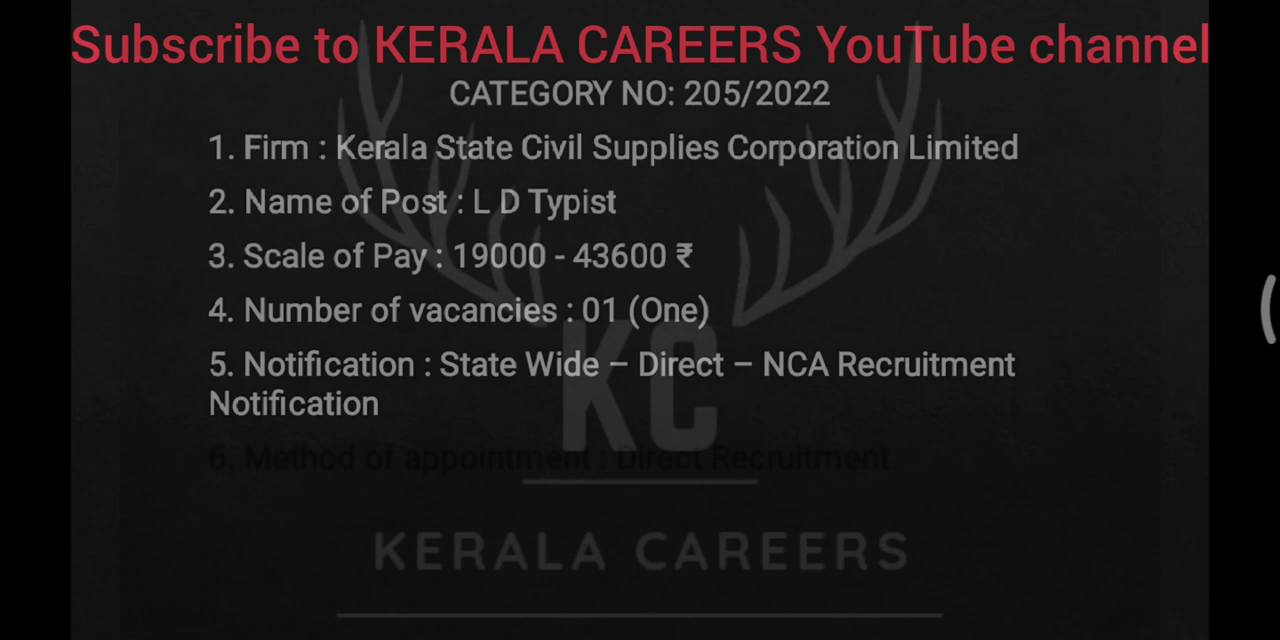 Subscribe to KERALA CAREERS YouTube channel
CATEGORY NO: 205/2022
1. Firm : Kerala State Civil Supplies Corporation Limited
2. Name of Post : L D Typist
3. Scale of Pay : 19000 - 43600 ₹
4. Number of vacancies : 01 (One)
5. Notification : State Wide – Direct – NCA Recruitment
Notification
6. Method of appointment : Direct Recruitment
KC
KERALA CAREERS